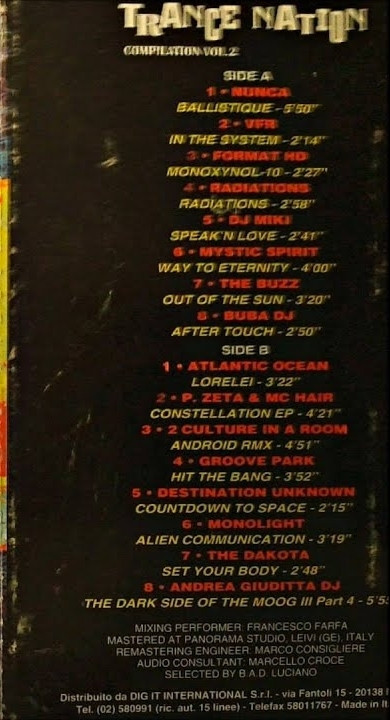 TRANCE NATION
COMPILATION VOL.2
SIDE A
1 • NUNCA
BALLISTIQUE - 5'50"
2 • VFR
IN THE SYSTEM - 2'14"
3 • FORMAT HD
MONOXYNOL-10 - 2'27"
4 • RADIATIONS
RADIATIONS - 2'58"
5 • DJ MIKI
SPEAK'N LOVE - 2'41"
6 • MYSTIC SPIRIT
WAY TO ETERNITY - 4'00"
7 • THE BUZZ
OUT OF THE SUN - 3'20"
8 • BUBA DJ
AFTER TOUCH - 2'50"
SIDE B
1 • ATLANTIC OCEAN
LORELEI - 3'22"
2 • P. ZETA & MC HAIR
CONSTELLATION EP - 4'21"
3 • 2 CULTURE IN A ROOM
ANDROID RMX - 4'51"
4 • GROOVE PARK
HIT THE BANG - 3'52"
5 • DESTINATION UNKNOWN
COUNTDOWN TO SPACE - 2'15"
6 • MONOLIGHT
ALIEN COMMUNICATION - 3'19"
7 • THE DAKOTA
SET YOUR BODY - 2'48"
8 • ANDREA GIUDITTA DJ
THE DARK SIDE OF THE MOOG III Part 4 -
MIXING PERFORMER: FRANCESCO FARFA
MASTERED AT PANORAMA STUDIO, LEIVI (GE), ITALY
REMASTERING ENGINEER: MARCO CONSIGLIERE
AUDIO CONSULTANT: MARCELLO CROCE
SELECTED BY B.A.D. LUCIANO
Distribuito da DIG IT INTERNATIONAL S.r.l. - via Fantoli 15 - 20138
Tel. (02) 580991 (ric. aut. 15 linee) - Telefax 58011767 - Made in